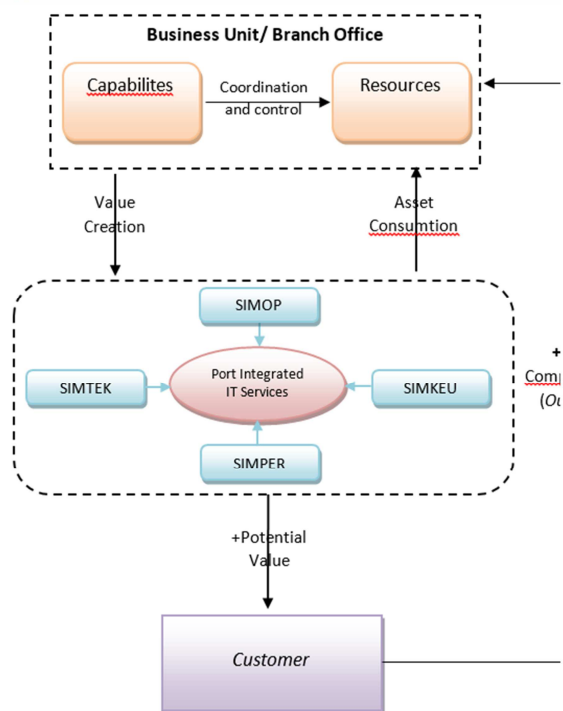 Business Unit/ Branch Office
Capabilites
Coordination
and control
Resources
Value
Creation
Asset
Consumtion
SIMOP
Port Integrated
IT Services
SIMTEK
SIMKEU
SIMPER
+
Comp
(Ou
+Potential
Value
Customer